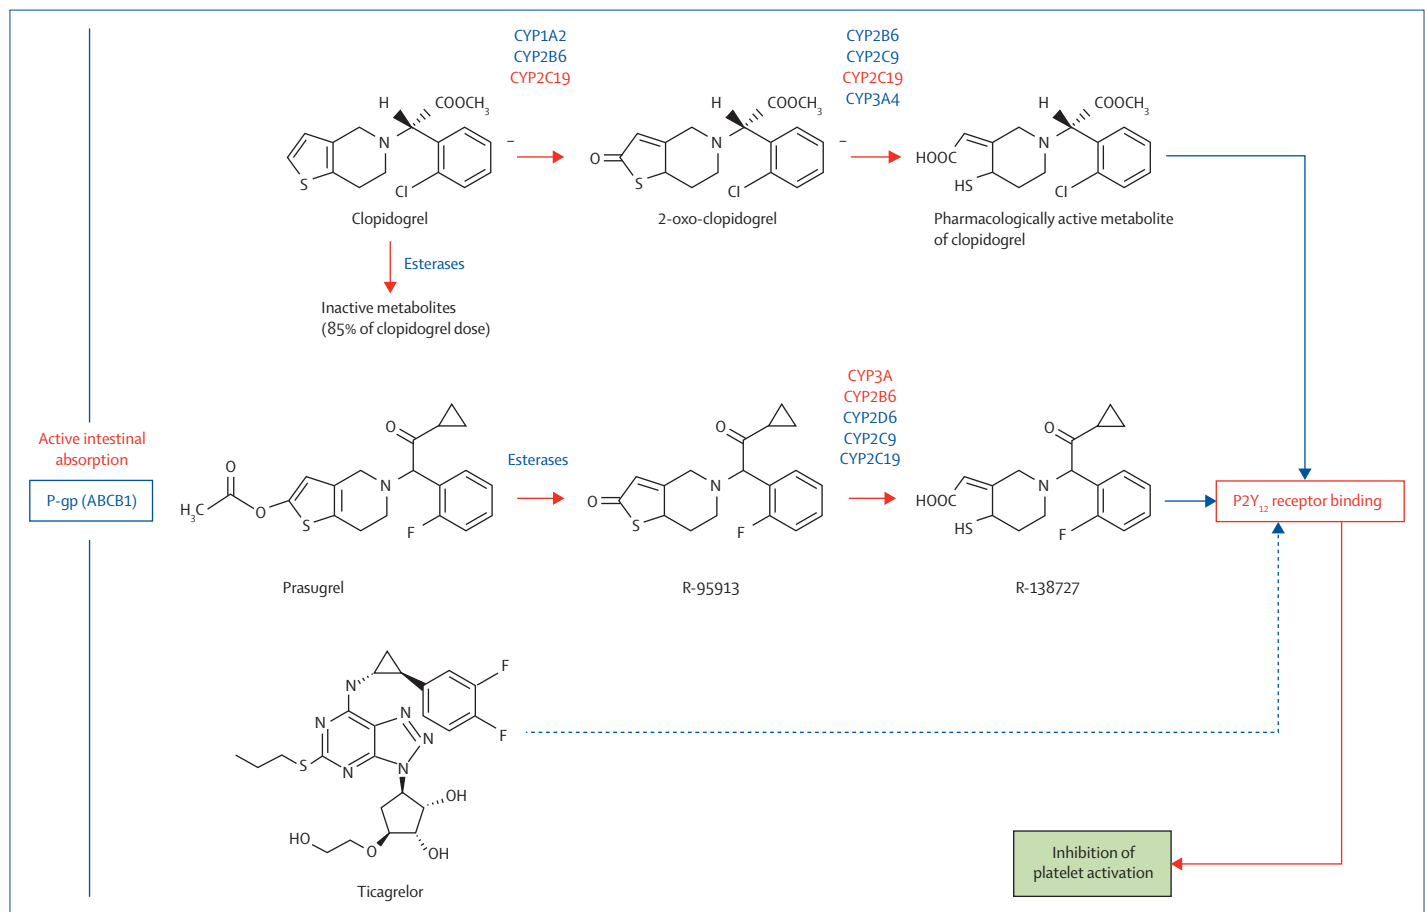 CYP1A2
CYP2B6
CYP2C19
CYP2B6
CYP2C9
CYP2C19
CYP3A4
H
COOCH3
N
S
Cl
Clopidogrel
–
H
COOCH3
N
O
S
Cl
2-oxo-clopidogrel
–
H
COOCH3
N
HOOC
HS
Cl
Pharmacologically active metabolite
of clopidogrel
Esterases
Inactive metabolites
(85% of clopidogrel dose)
Active intestinal
absorption
P-gp (ABCB1)
O
O
H3C
O
N
S
F
Prasugrel
Esterases
O
N
O
S
F
R-95913
CYP3A
CYP2B6
CYP2D6
CYP2C9
CYP2C19
O
N
HOOC
HS
F
R-138727
P2Y12 receptor binding
F
F
N
N
N
N
N
N
S
OH
HO
O
OH
Ticagrelor
Inhibition of
platelet activation